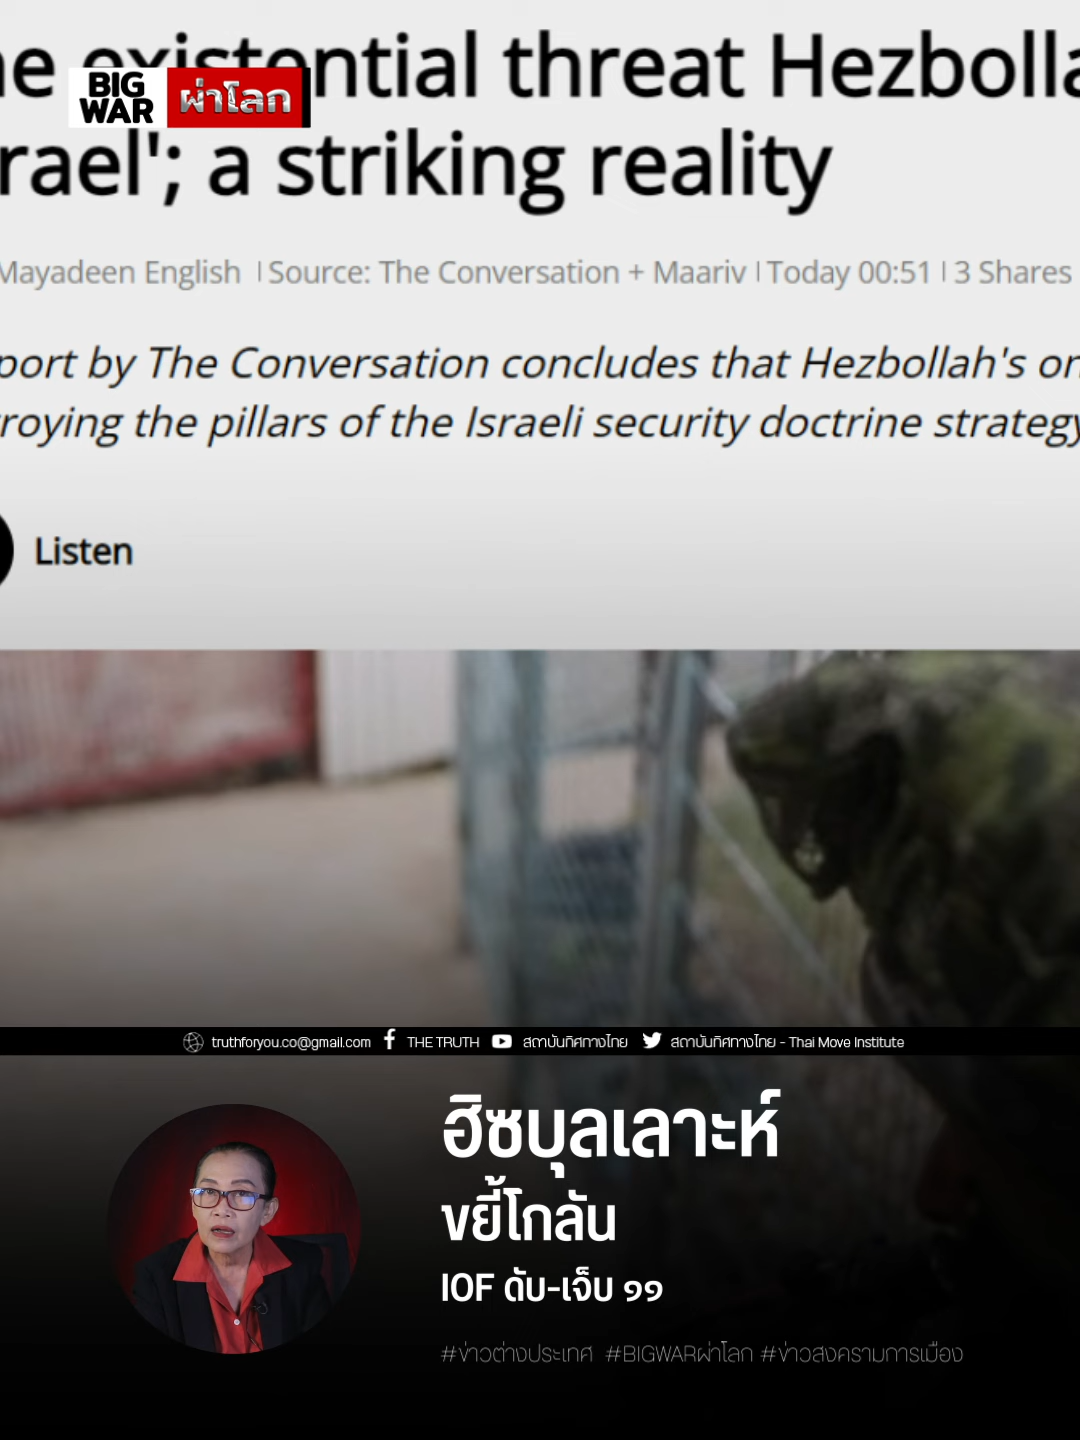 ne existential threat Hezbolla
BIG
WAR ผ่าโลก
rael'; a striking reality
Mayadeen English | Source: The Conversation + Maariv | Today 00:51 | 3 Shares
port by The Conversation concludes that Hezbollah's on
troying the pillars of the Israeli security doctrine strategy
Listen
truthforyou.co@gmail.com THE TRUTH สถาบันทิศทางไทย สถาบันทิศทางไทย - Thai Move Institute
ฮิซบุลเลาะห์
ขยี้โกลัน
IOF ดับ-เจ็บ ๑๑
#ข่าวต่างประเทศ #BIGWARผ่าโลก #ข่าวสงครามการเมือง